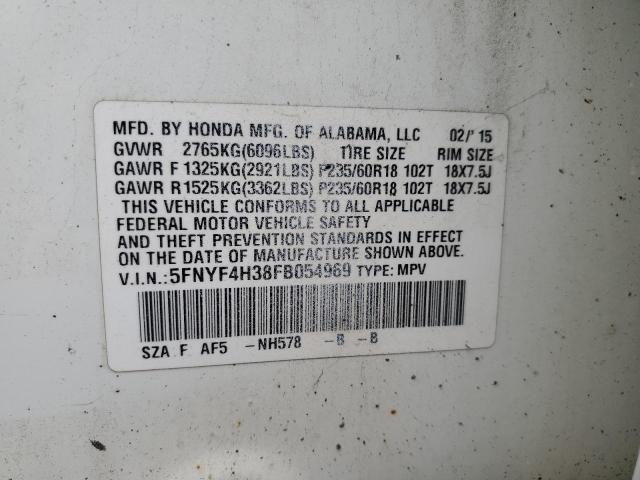 MFD. BY HONDA MFG. OF ALABAMA, LLC 02/'15
GVWR 2765KG(6096LBS) TIRE SIZE RIM SIZE
GAWR F 1325KG(2921LBS) P235/60R18 102T 18X7.5J
GAWR R 1525KG(3362LBS) P235/60R18 102T 18X7.5J
THIS VEHICLE CONFORMS TO ALL APPLICABLE
FEDERAL MOTOR VEHICLE SAFETY
AND THEFT PREVENTION STANDARDS IN EFFECT
ON THE DATE OF MANUFACTURE SHOWN ABOVE.
V.I.N.:5FNYF4H38FB054969 TYPE: MPV
SZA F AF5 -NH578 -B -B